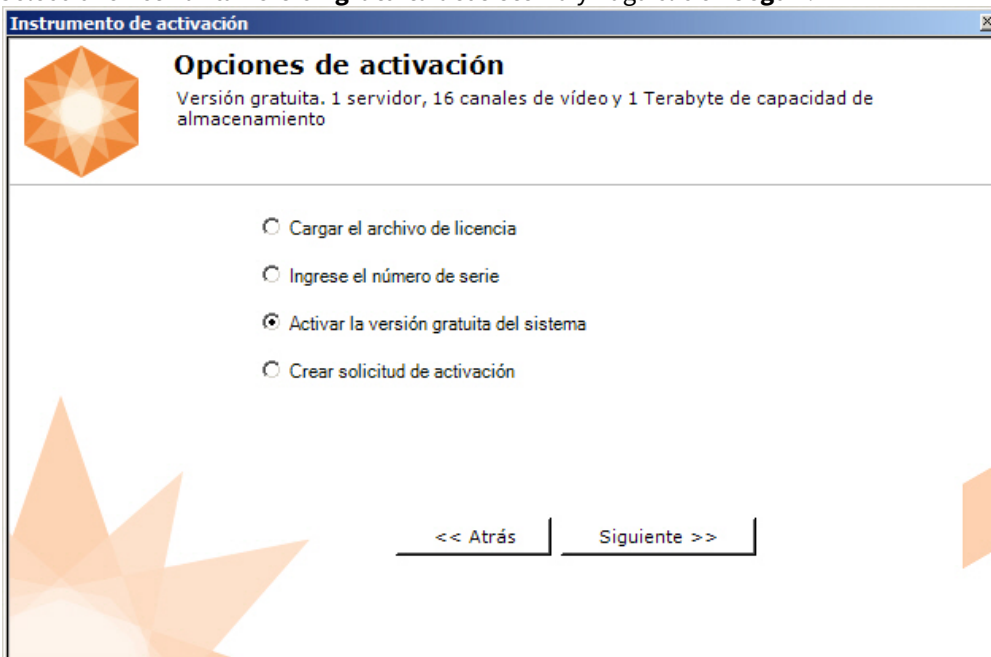 Instrumento de activación
Opciones de activación
Versión gratuita. 1 servidor, 16 canales de vídeo y 1 Terabyte de capacidad de
almacenamiento
Cargar el archivo de licencia
Ingrese el número de serie
Activar la versión gratuita del sistema
Crear solicitud de activación
<< Atrás
Siguiente >>